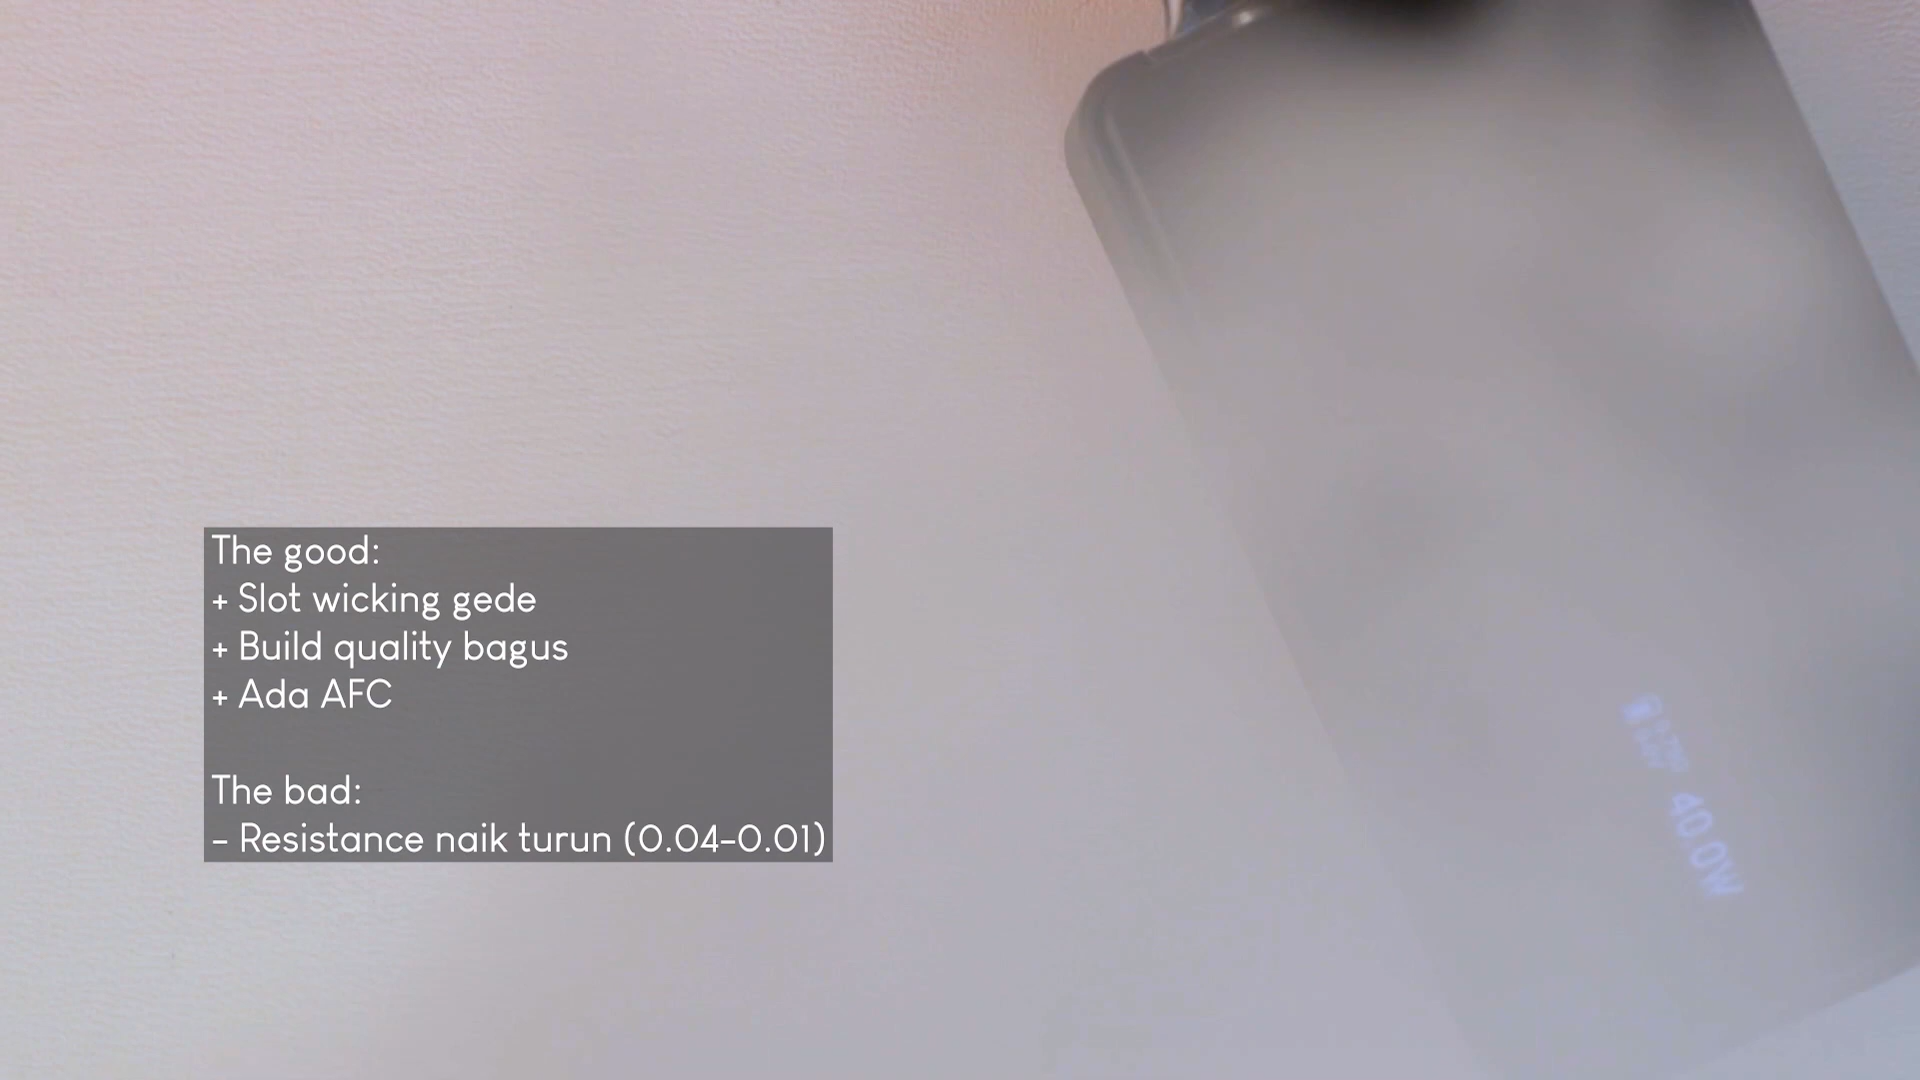 The good:
+ Slot wicking gede
+ Build quality bagus
+ Ada AFC
The bad:
- Resistance naik turun (0.04-0.01)
40.0W